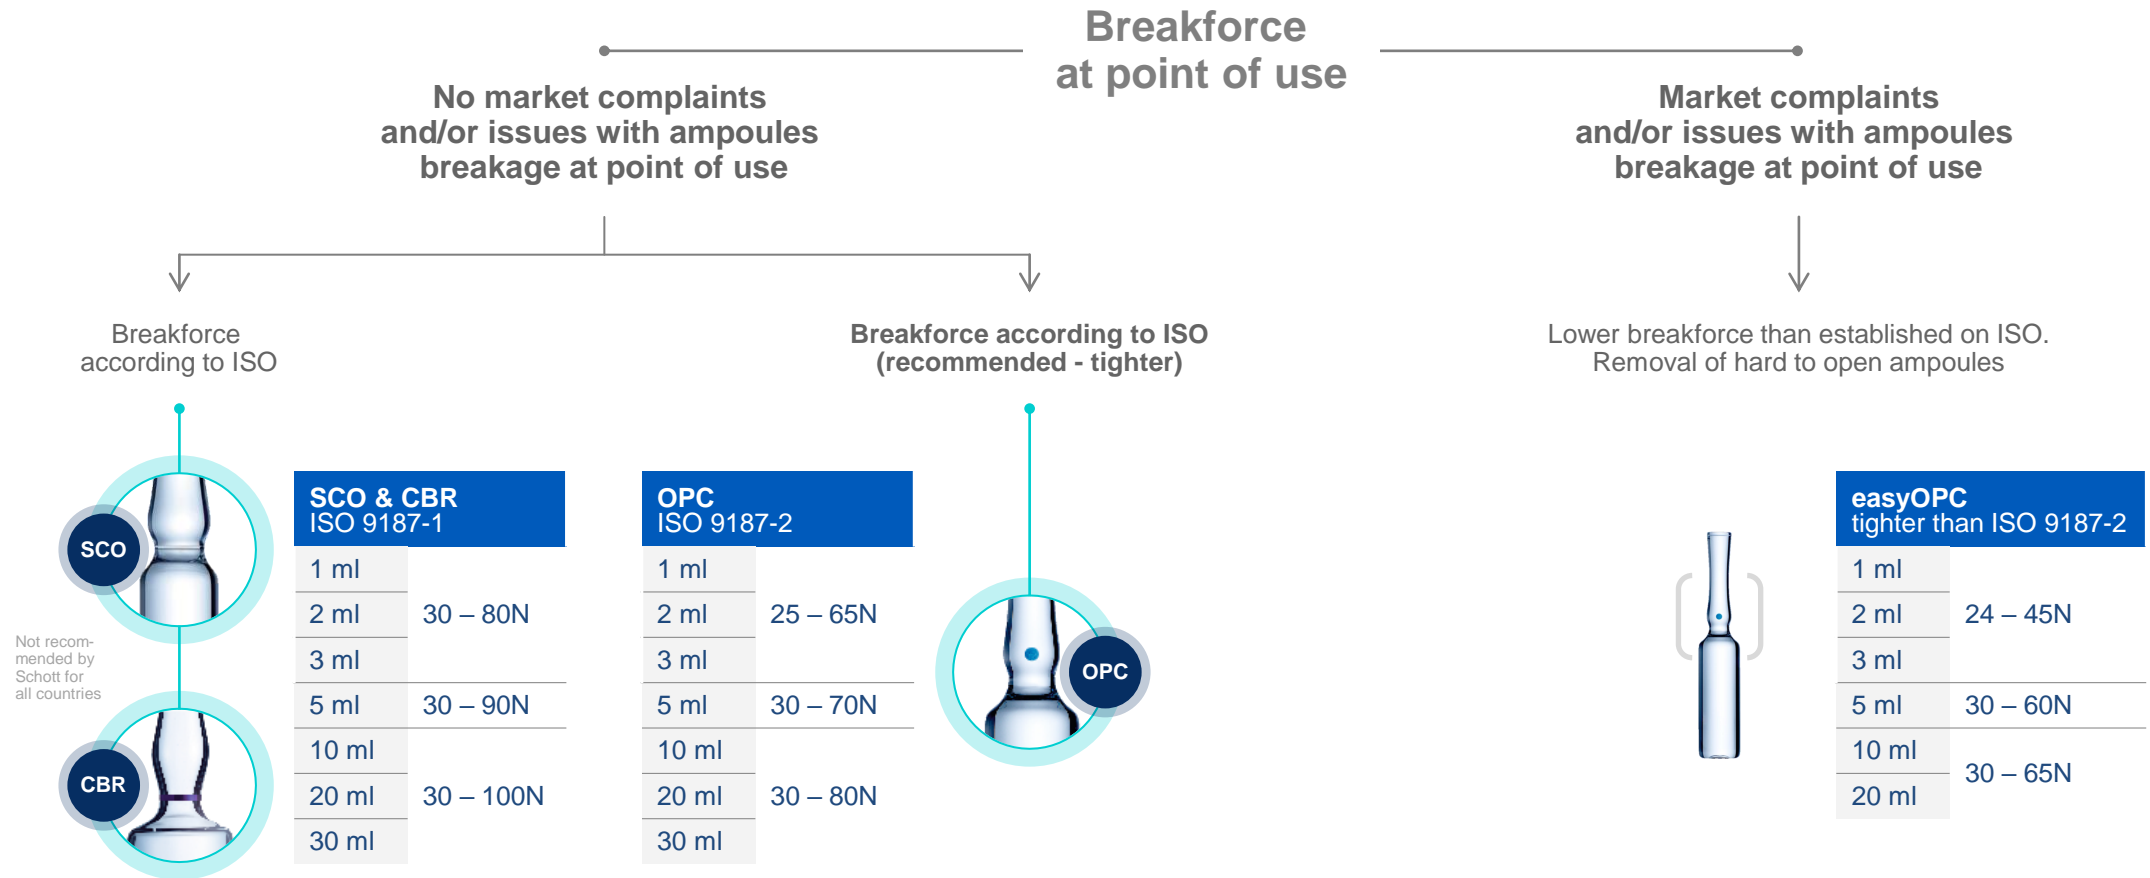 Breakforce
at point of use
No market complaints
and/or issues with ampoules
breakage at point of use
Market complaints
and/or issues with ampoules
breakage at point of use
Breakforce
according to ISO
Breakforce according to ISO
(recommended - tighter)
Lower breakforce than established on ISO.
Removal of hard to open ampoules
SCO
Not recom-
mended by
Schott for
all countries
CBR
SCO & CBR
ISO 9187-1
1 ml
2 ml 30 – 80N
3 ml
5 ml 30 – 90N
10 ml
20 ml 30 – 100N
30 ml
OPC
ISO 9187-2
1 ml
2 ml 25 – 65N
3 ml
5 ml 30 – 70N
10 ml
20 ml 30 – 80N
30 ml
OPC
easyOPC
tighter than ISO 9187-2
1 ml
2 ml 24 – 45N
3 ml
5 ml 30 – 60N
10 ml
30 – 65N
20 ml